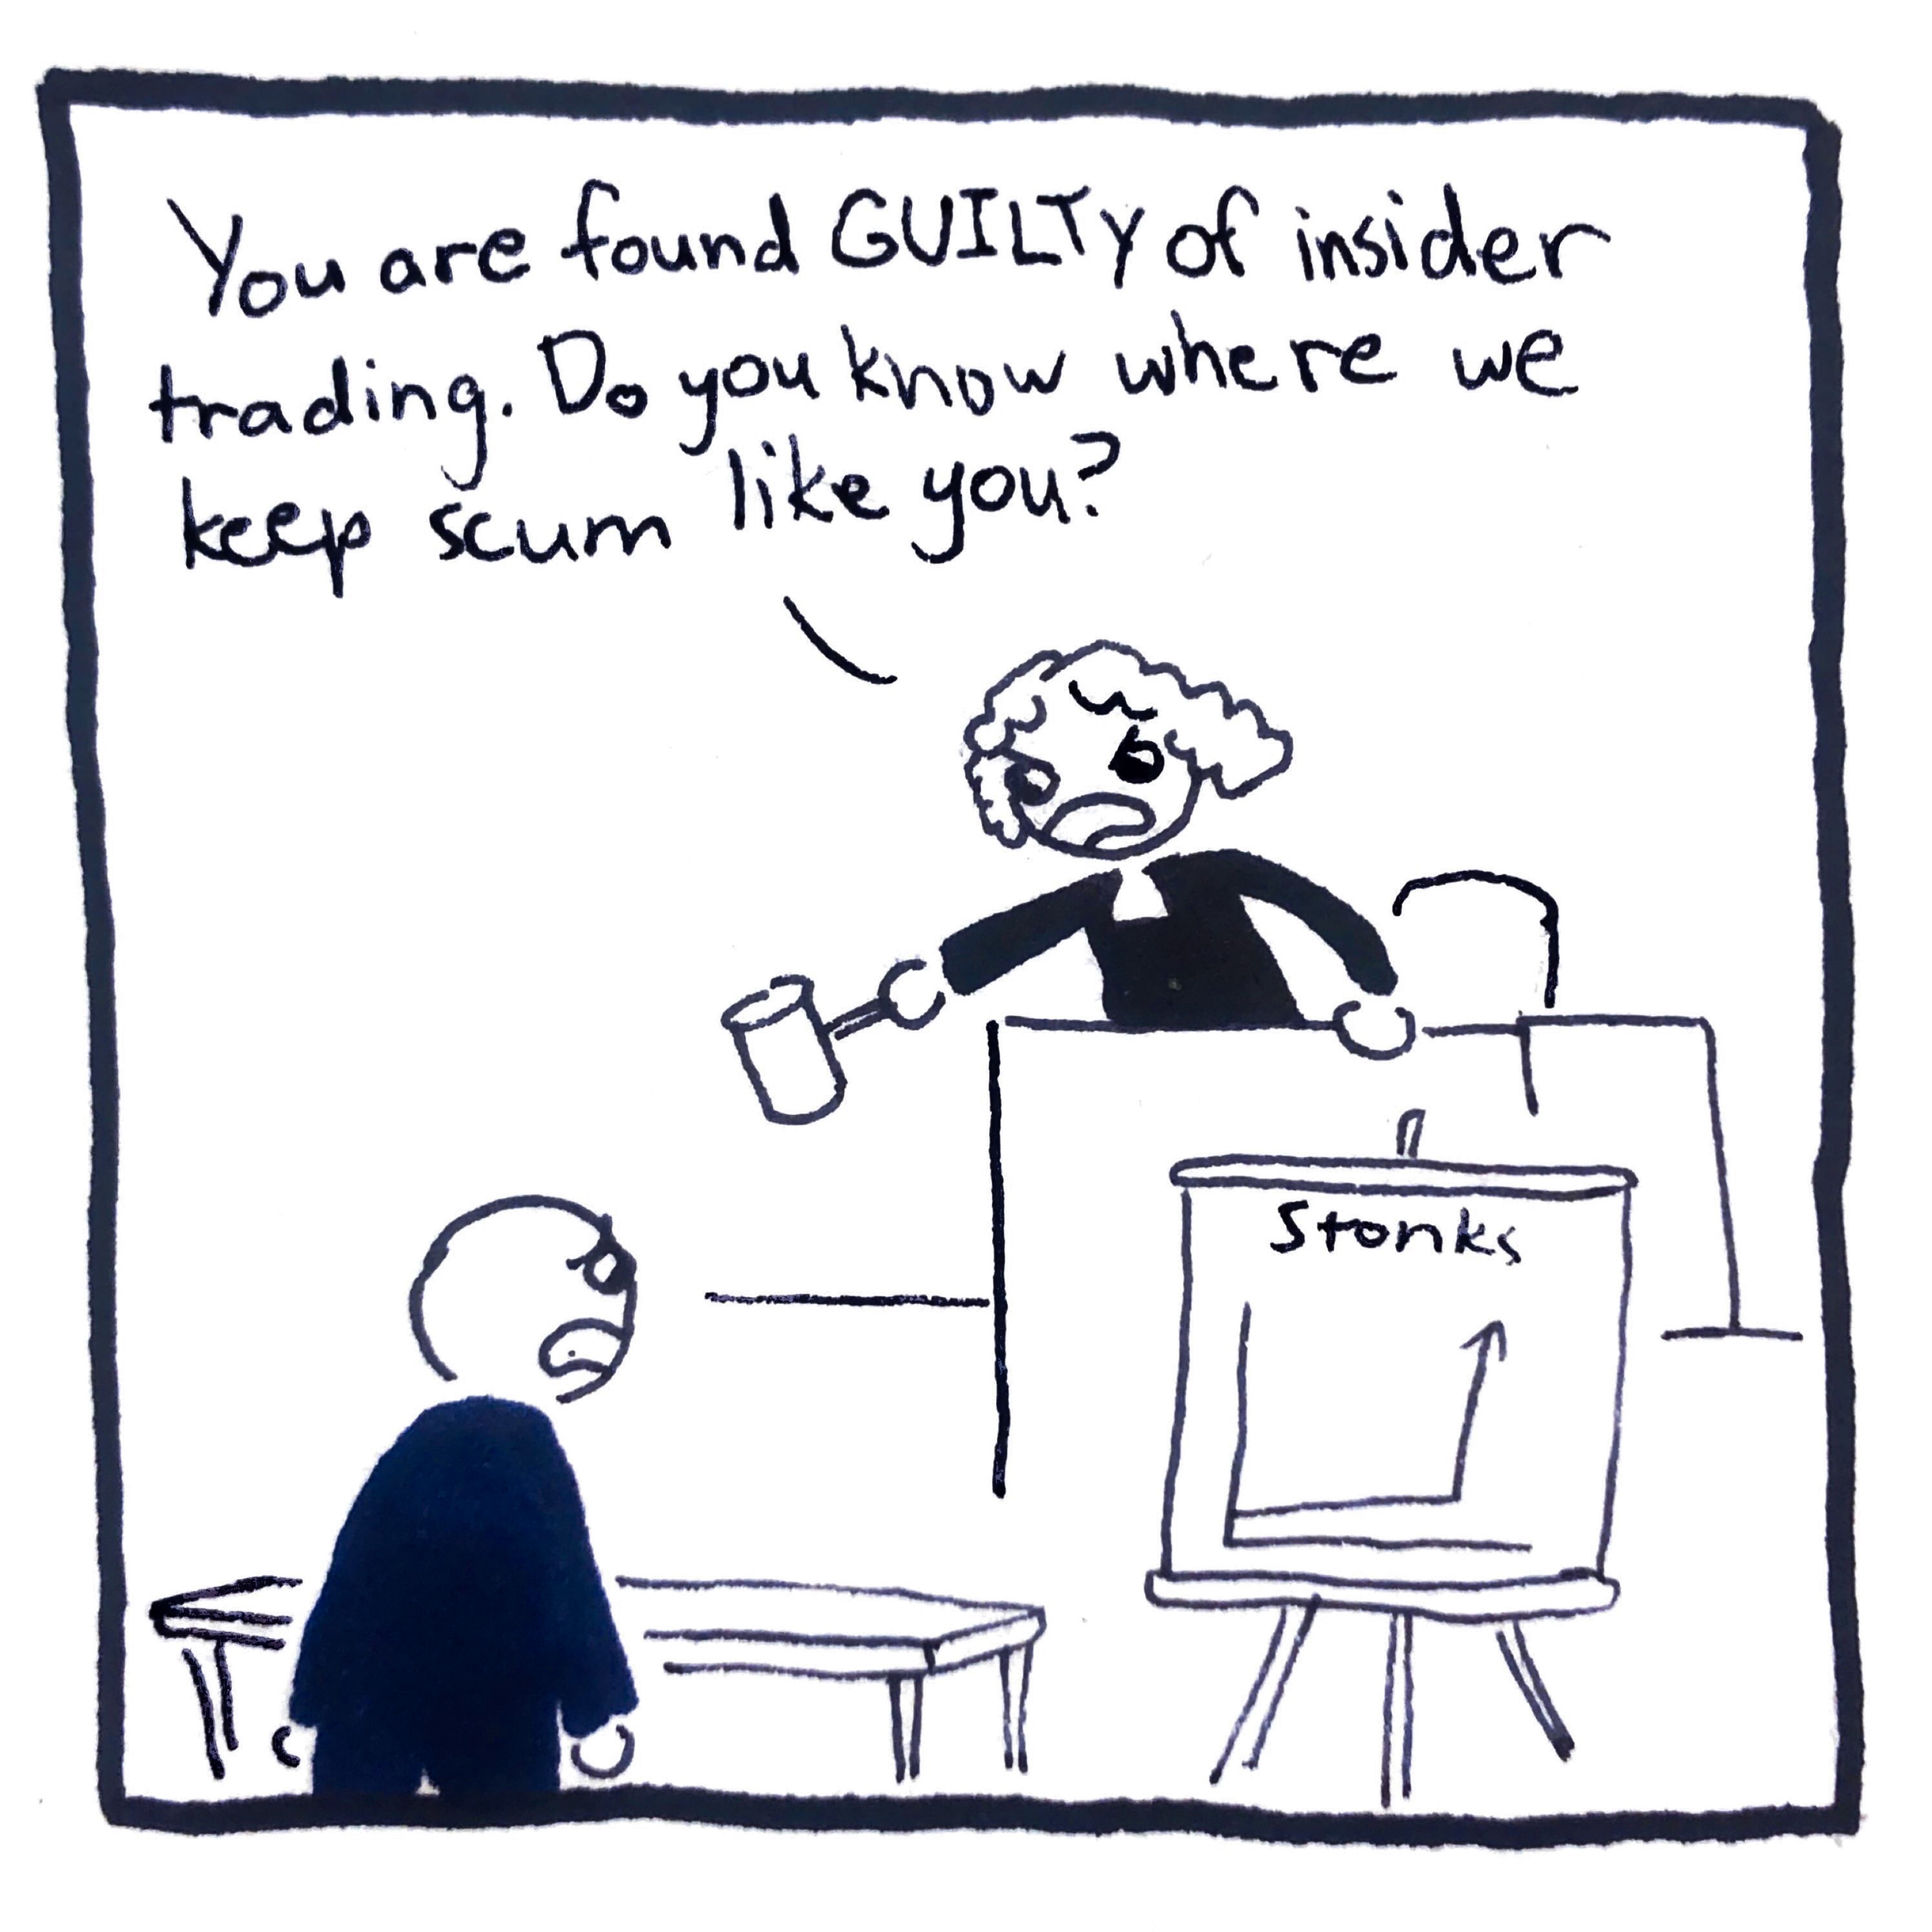 You are found GUILTY of insider
trading. Do you know where we
keep scum like you?
Stonks